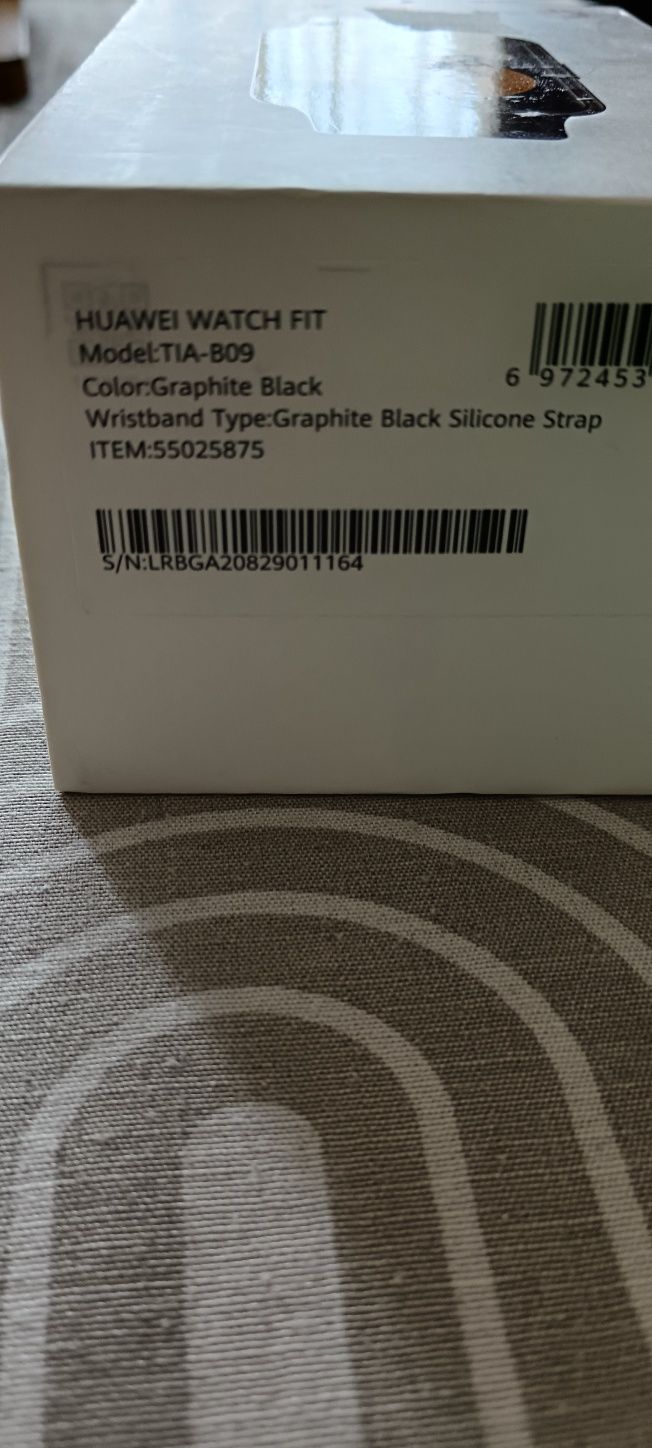 HUAWEI WATCH FIT
Model:TIA-B09
Color:Graphite Black
Wristband Type:Graphite Black Silicone Strap
ITEM:55025875
6 972453
S/N:LRBGA20829011164